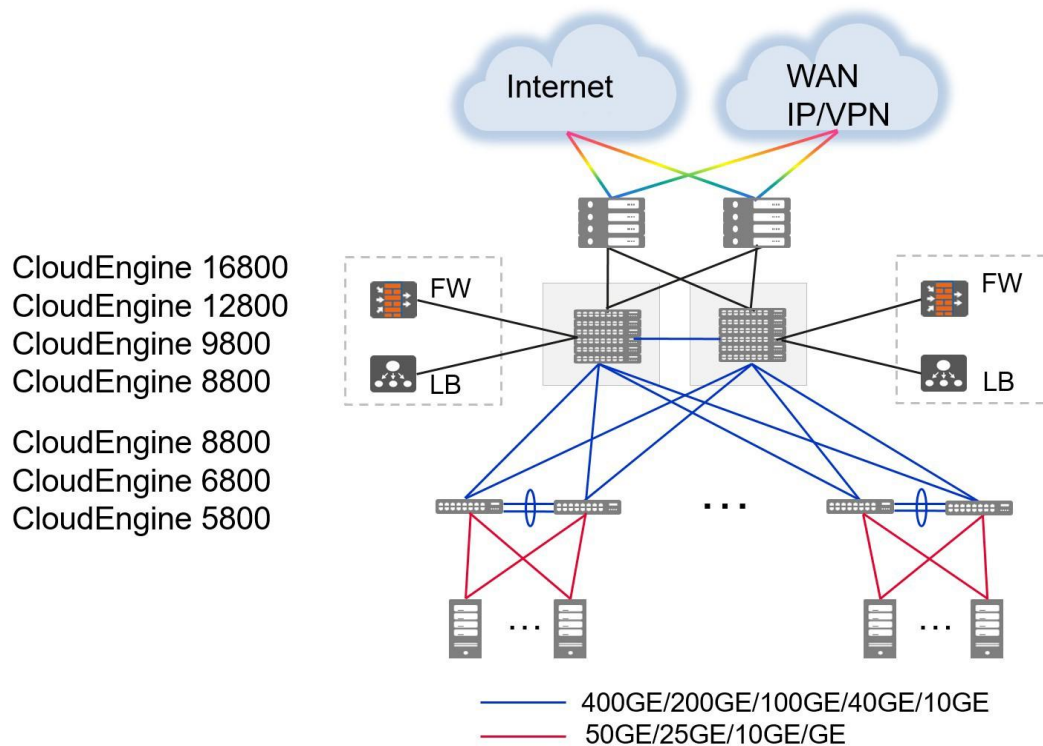 Internet
WAN
IP/VPN
CloudEngine 16800
CloudEngine 12800
CloudEngine 9800
CloudEngine 8800
FW
LB
FW
LB
CloudEngine 8800
CloudEngine 6800
CloudEngine 5800
...
...
...
400GE/200GE/100GE/40GE/10GE
50GE/25GE/10GE/GE